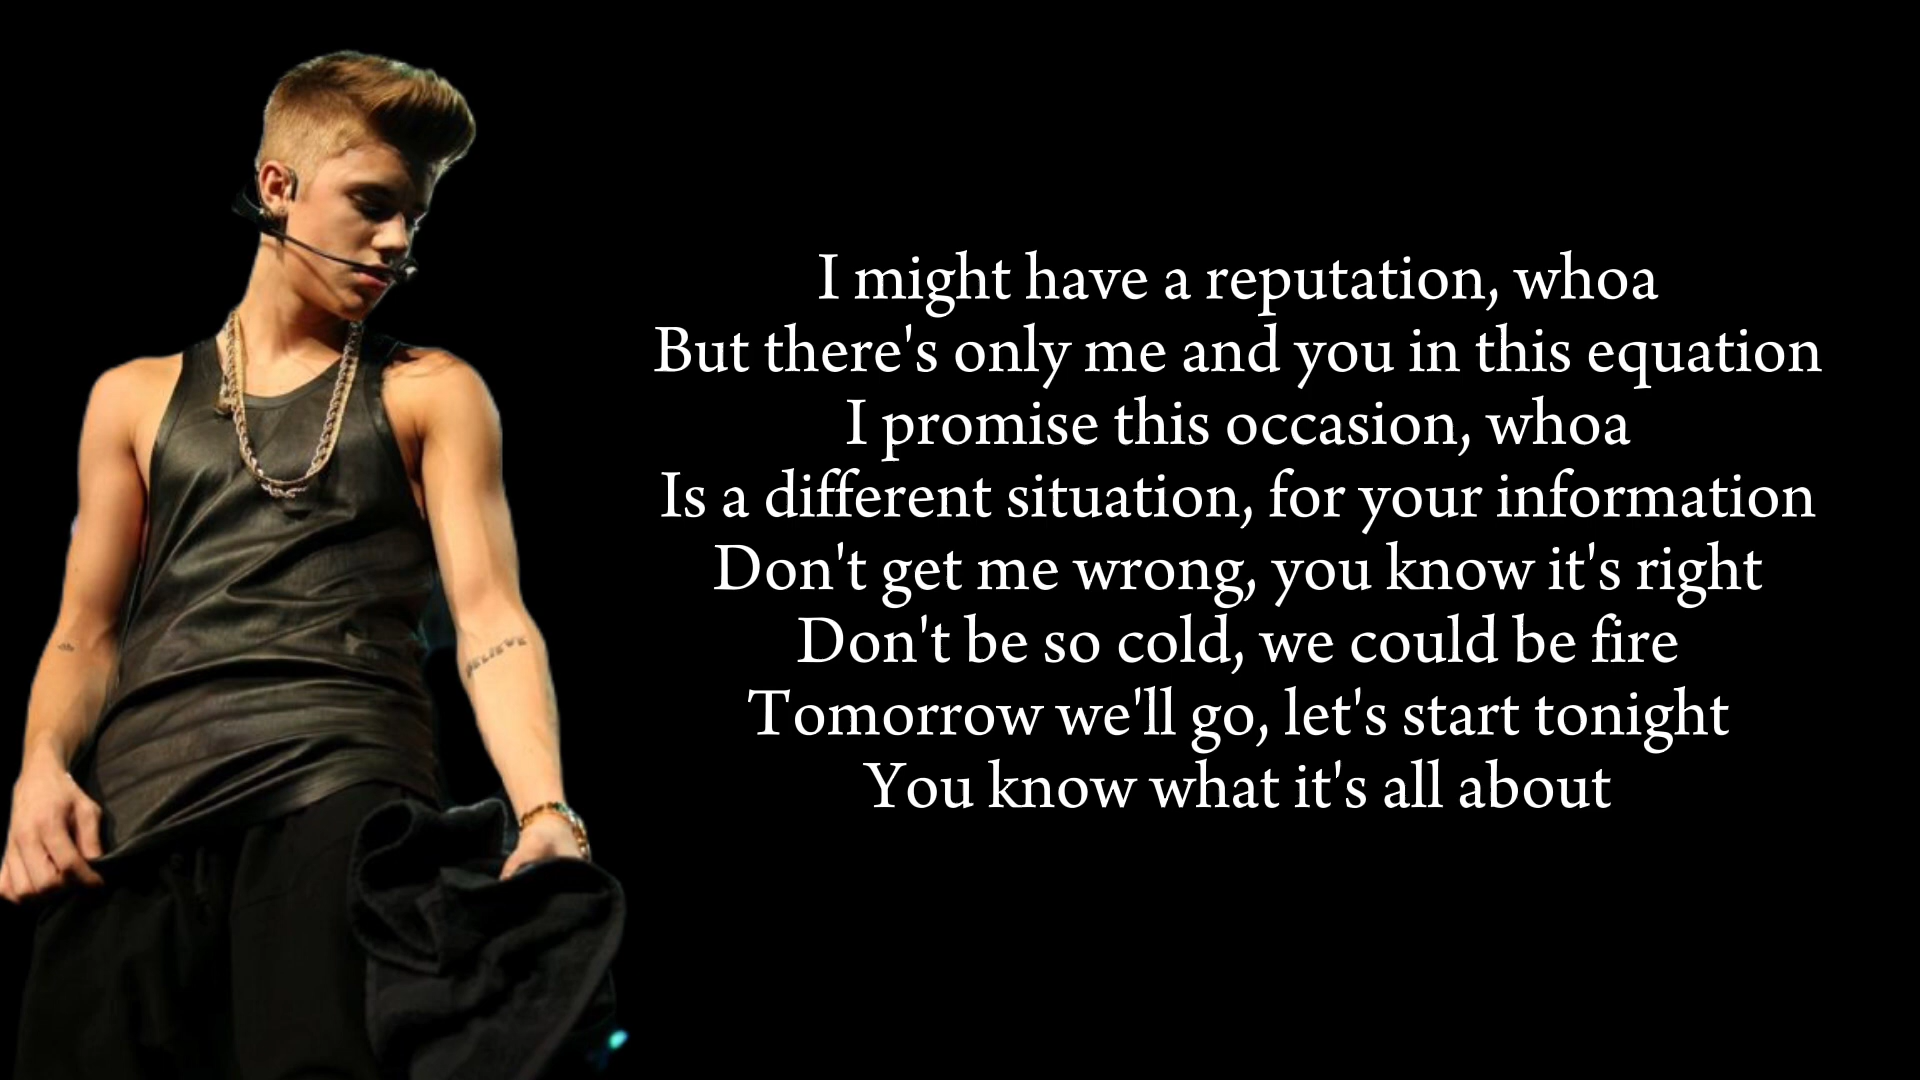 I might have a reputation, whoa
But there's only me and you in this equation
I promise this occasion, whoa
Is a different situation, for your information
Don't get me wrong, you know it's right
Don't be so cold, we could be fire
Tomorrow we'll go, let's start tonight
You know what it's all about
BELIEVE